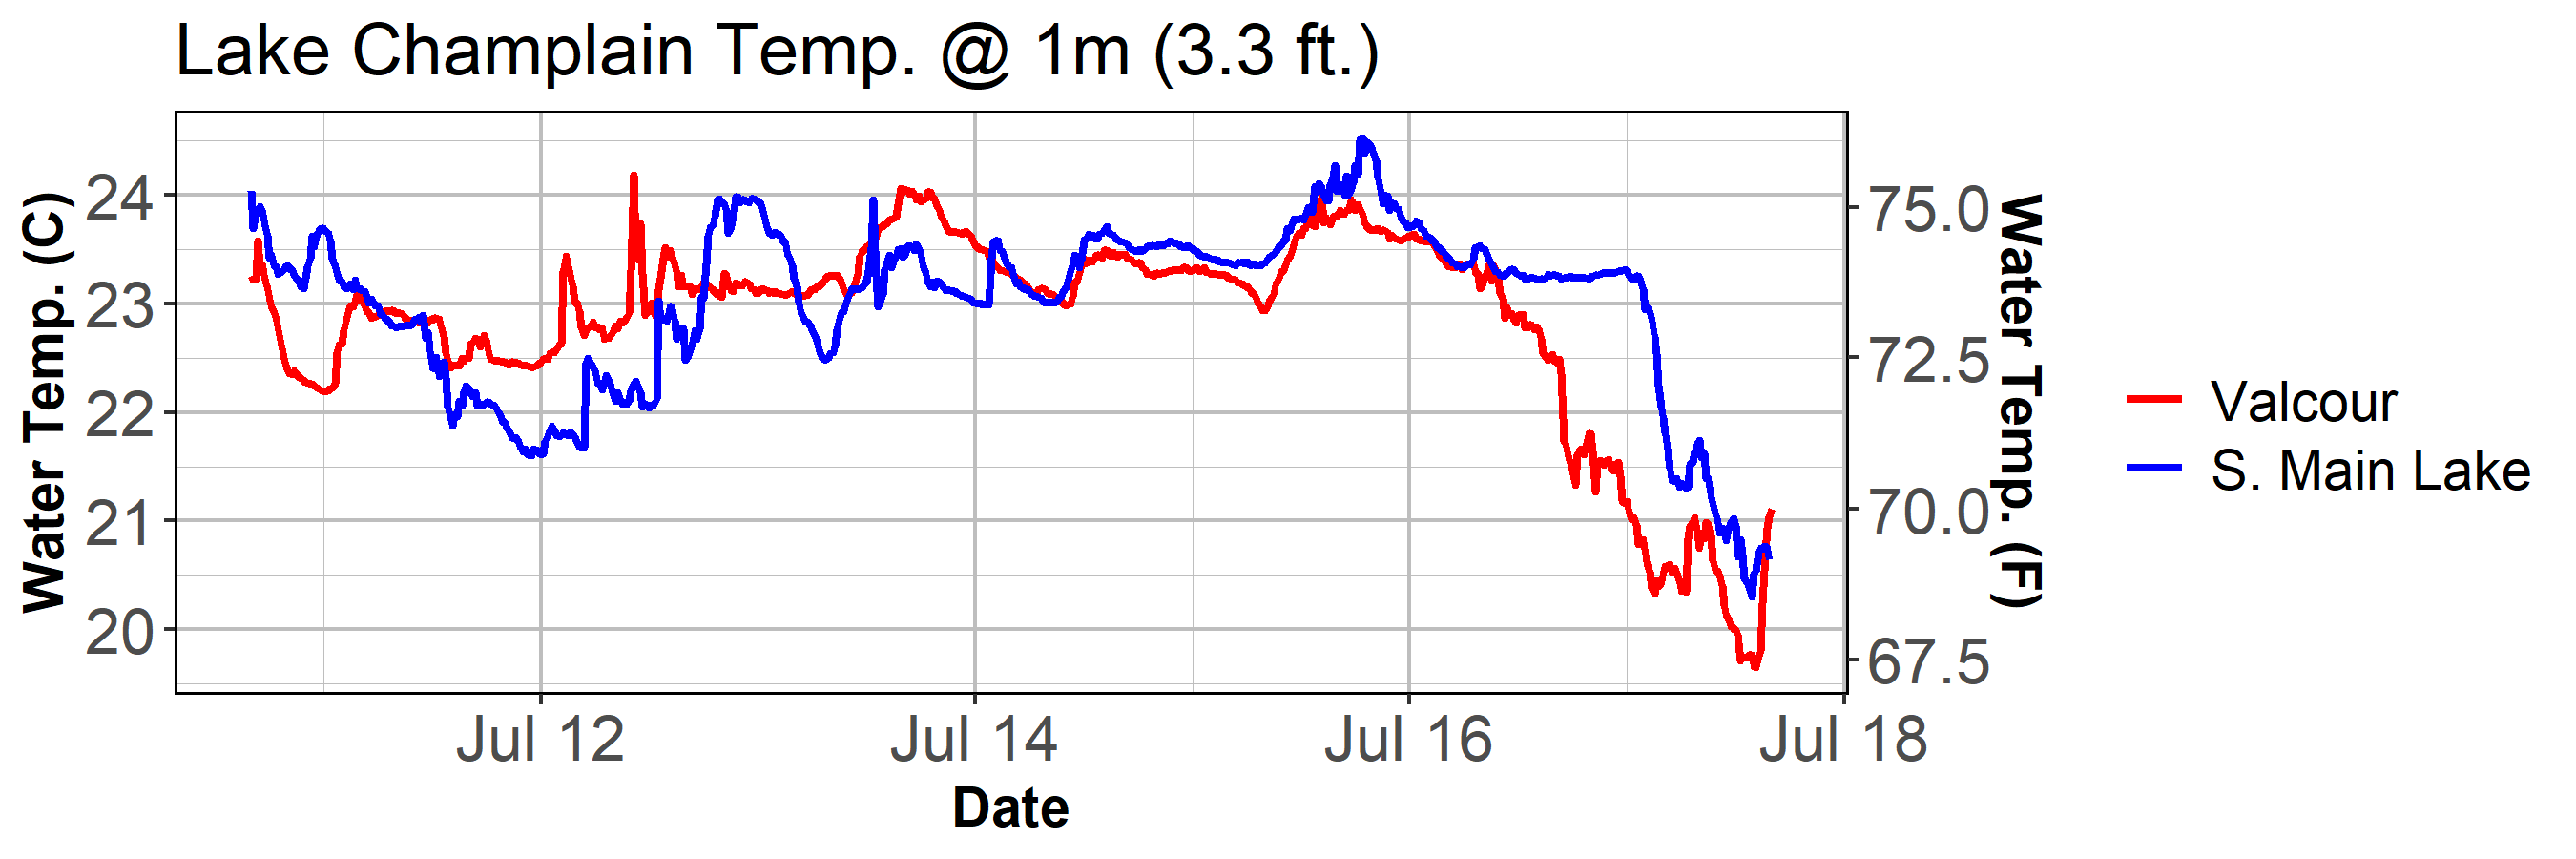 Lake Champlain Temp. @ 1m (3.3 ft.)
Water Temp. (C)
24
23
22
21
20
75.0
72.5
70.0
67.5
Water Temp. (F)
Jul 12
Jul 14
Jul 16
Jul 18
Date
Valcour
S. Main Lake